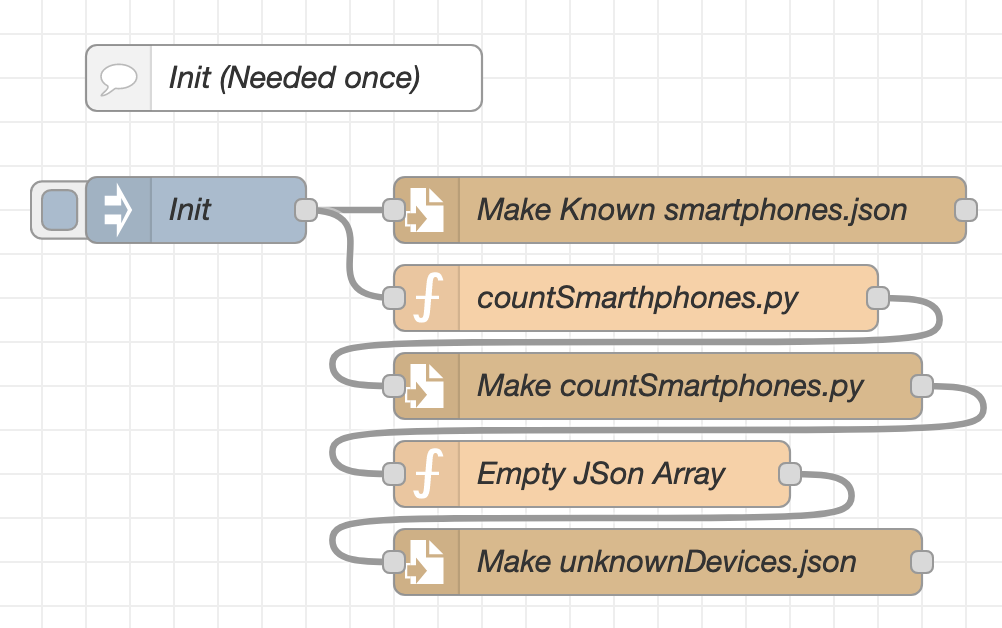 Init (Needed once)
Init
Make Known smartphones.json
countSmarthphones.py
Make countSmartphones.py
Empty JSon Array
Make unknownDevices.json